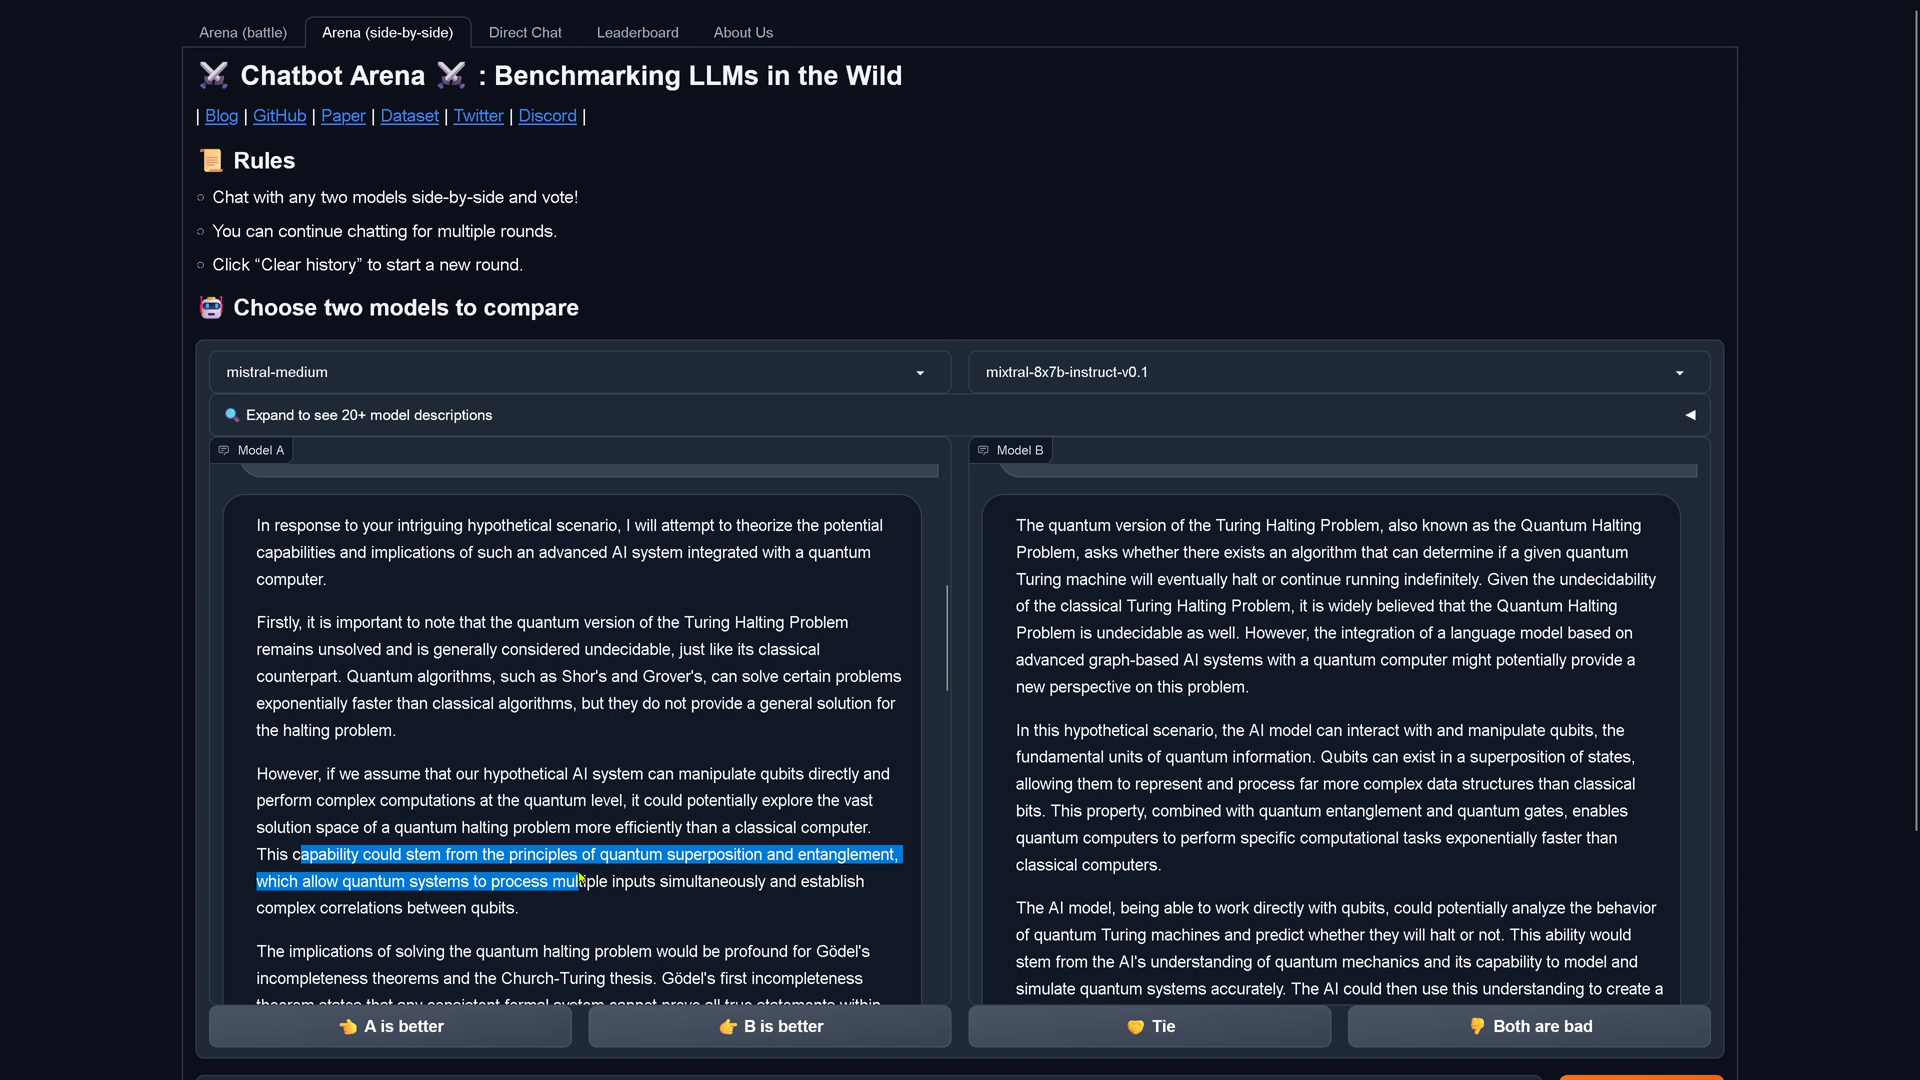 Arena (battle)
Arena (side-by-side)
Direct Chat
Leaderboard
About Us
Chatbot Arena : Benchmarking LLMs in the Wild
| Blog | GitHub | Paper | Dataset | Twitter | Discord |
Rules
Chat with any two models side-by-side and vote!
You can continue chatting for multiple rounds.
Click “Clear history” to start a new round.
Choose two models to compare
mistral-medium
mixtral-8x7b-instruct-v0.1
Expand to see 20+ model descriptions
Model A
In response to your intriguing hypothetical scenario, I will attempt to theorize the potential
capabilities and implications of such an advanced AI system integrated with a quantum
computer.
Firstly, it is important to note that the quantum version of the Turing Halting Problem
remains unsolved and is generally considered undecidable, just like its classical
counterpart. Quantum algorithms, such as Shor's and Grover's, can solve certain problems
exponentially faster than classical algorithms, but they do not provide a general solution for
the halting problem.
However, if we assume that our hypothetical AI system can manipulate qubits directly and
perform complex computations at the quantum level, it could potentially explore the vast
solution space of a quantum halting problem more efficiently than a classical computer.
This capability could stem from the principles of quantum superposition and entanglement,
which allow quantum systems to process multiple inputs simultaneously and establish
complex correlations between qubits.
The implications of solving the quantum halting problem would be profound for Gödel's
incompleteness theorems and the Church-Turing thesis. Gödel's first incompleteness
theorem states that any consistent formal system cannot prove all true statements within
Model B
The quantum version of the Turing Halting Problem, also known as the Quantum Halting
Problem, asks whether there exists an algorithm that can determine if a given quantum
Turing machine will eventually halt or continue running indefinitely. Given the undecidability
of the classical Turing Halting Problem, it is widely believed that the Quantum Halting
Problem is undecidable as well. However, the integration of a language model based on
advanced graph-based AI systems with a quantum computer might potentially provide a
new perspective on this problem.
In this hypothetical scenario, the AI model can interact with and manipulate qubits, the
fundamental units of quantum information. Qubits can exist in a superposition of states,
allowing them to represent and process far more complex data structures than classical
bits. This property, combined with quantum entanglement and quantum gates, enables
quantum computers to perform specific computational tasks exponentially faster than
classical computers.
The AI model, being able to work directly with qubits, could potentially analyze the behavior
of quantum Turing machines and predict whether they will halt or not. This ability would
stem from the AI's understanding of quantum mechanics and its capability to model and
simulate quantum systems accurately. The AI could then use this understanding to create a
A is better
B is better
Tie
Both are bad